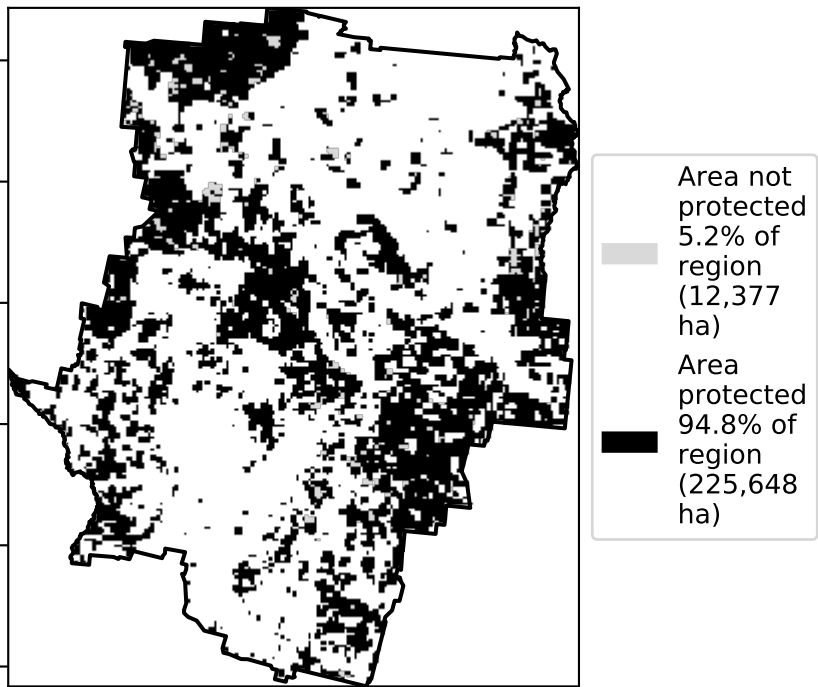 Area not
protected
5.2% of
region
(12,377
ha)
Area
protected
94.8% of
region
(225,648
ha)